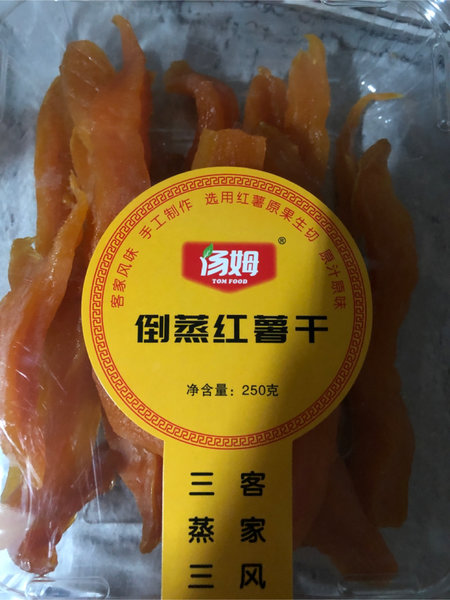 客家风味 手工制作 选用红薯原果生切 原汁原味
汤姆®
TOM FOOD
倒蒸红薯干
净含量：250克
客家风
三蒸三